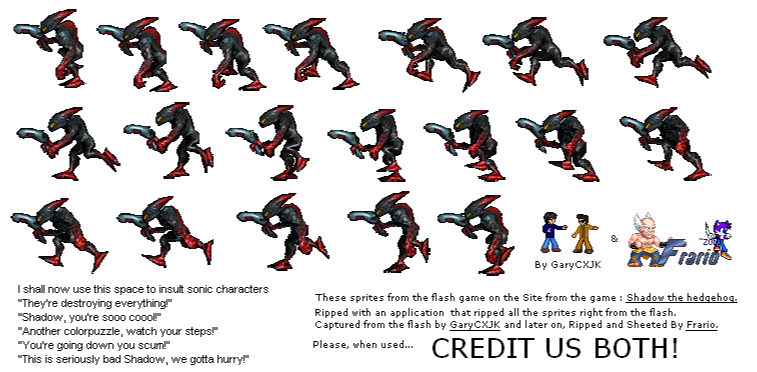 By GaryCXJK
&
Frario
I shall now use this space to insult sonic characters
"They're destroying everything!"
"Shadow, you're sooo coool!"
"Another colorpuzzle, watch your steps!"
"You're going down you scum!"
"This is seriously bad Shadow, we gotta hurry!"
These sprites from the flash game on the Site from the game : Shadow the hedgehog.
Ripped with an application that ripped all the sprites right from the flash.
Captured from the flash by GaryCXJK and later on, Ripped and Sheeted By Frario.
Please, when used... CREDIT US BOTH!